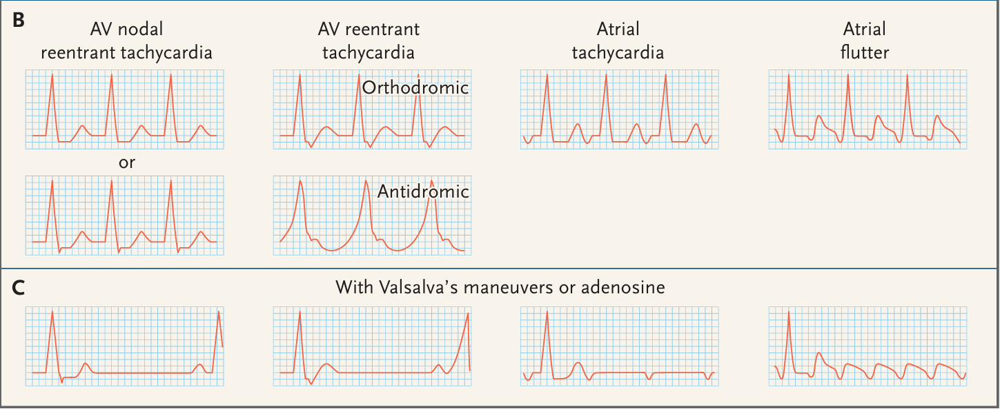 B
AV nodal
reentrant tachycardia
AV reentrant
tachycardia
Atrial
tachycardia
Atrial
flutter
Orthodromic
or
Antidromic
C
With Valsalva’s maneuvers or adenosine